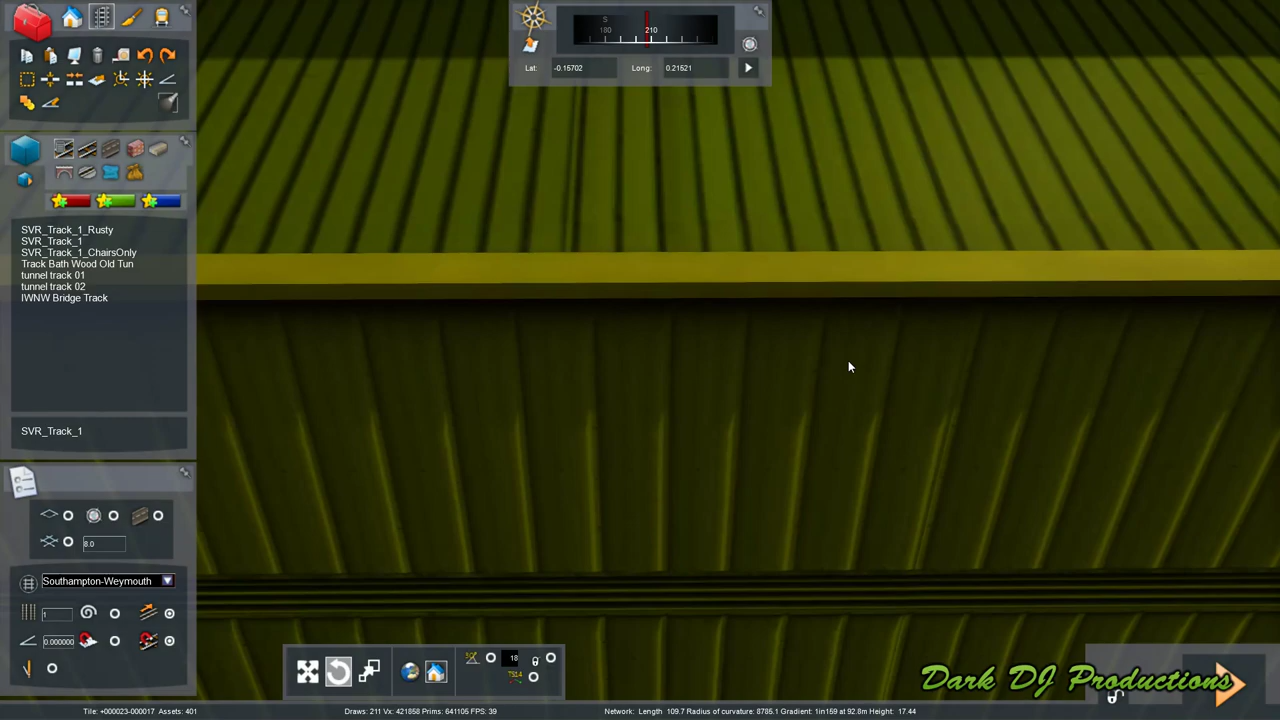 S
180 210
Lat: -0.15702 Long: 0.21521
SVR_Track_1_Rusty
SVR_Track_1
SVR_Track_1_ChairsOnly
Track Bath Wood Old Tun
tunnel track 01
tunnel track 02
IWNW Bridge Track
SVR_Track_1
8.0
Southampton-Weymouth
1
0.000000
18
TS14
Dark DJ Productions
Tile: +000023-000017 Assets: 401
Draws: 211 Vx: 421858 Prims: 641105 FPS: 39
Network: Length 109.7 Radius of curvature: 8785.1 Gradient: 1in159 at 92.8m Height: 17.44